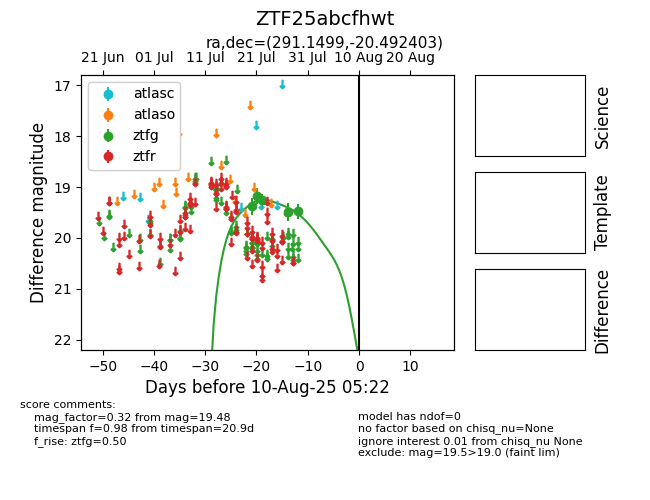 ZTF25abcfhwt
ra,dec=(291.1499,-20.492403)
21 Jun 01 Jul 11 Jul 21 Jul 31 Jul 10 Aug 20 Aug
17
18
19
20
21
22
Difference magnitude
atlasc
atlaso
ztfg
ztfr
−50 −40 −30 −20 −10 0 10
Days before 10-Aug-25 05:22
Science
Template
Difference
score comments:
mag_factor=0.32 from mag=19.48
timespan f=0.98 from timespan=20.9d
f_rise: ztfg=0.50
model has ndof=0
no factor based on chisq_nu=None
ignore interest 0.01 from chisq_nu None
exclude: mag=19.5>19.0 (faint lim)